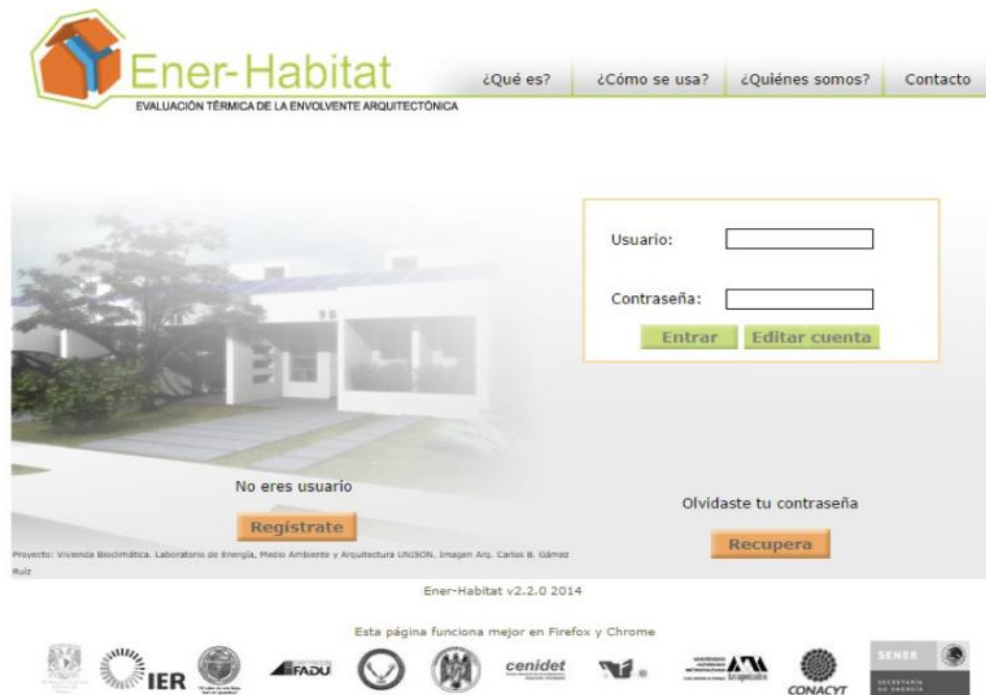 Ener-Habitat
EVALUACIÓN TÉRMICA DE LA ENVOLVENTE ARQUITECTÓNICA
¿Qué es?
¿Cómo se usa?
¿Quiénes somos?
Contacto
Usuario:
Contraseña:
Entrar
Editar cuenta
No eres usuario
Regístrate
Olvidaste tu contraseña
Recupera
Proyecto: Vivienda Bioclimática. Laboratorio de Energía, Medio Ambiente y Arquitectura UNISON. Imagen Arq. Carlos B. Gámez
Ruiz
Ener-Habitat v2.2.0 2014
Esta página funciona mejor en Firefox y Chrome
IER
FADU
cenidet
CONACYT
SENER
SECRETARÍA
DE ENERGÍA